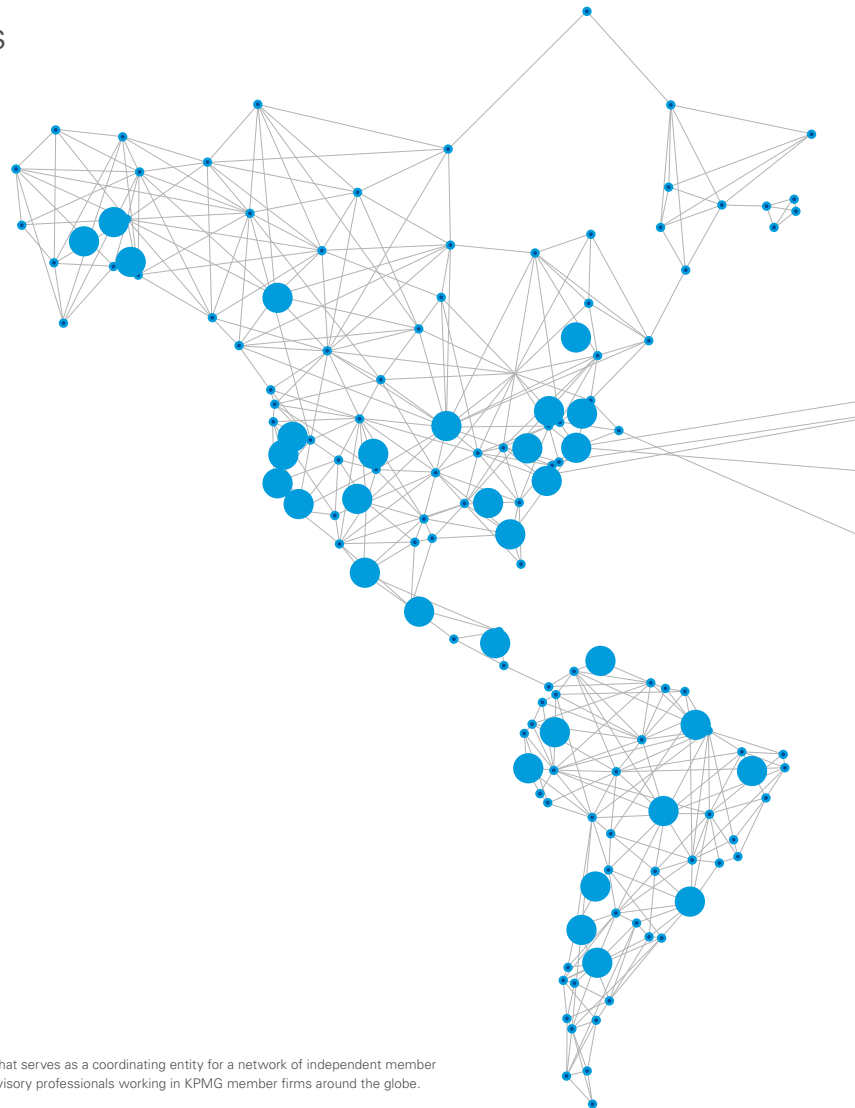 s
hat serves as a coordinating entity for a network of independent member
visory professionals working in KPMG member firms around the globe.